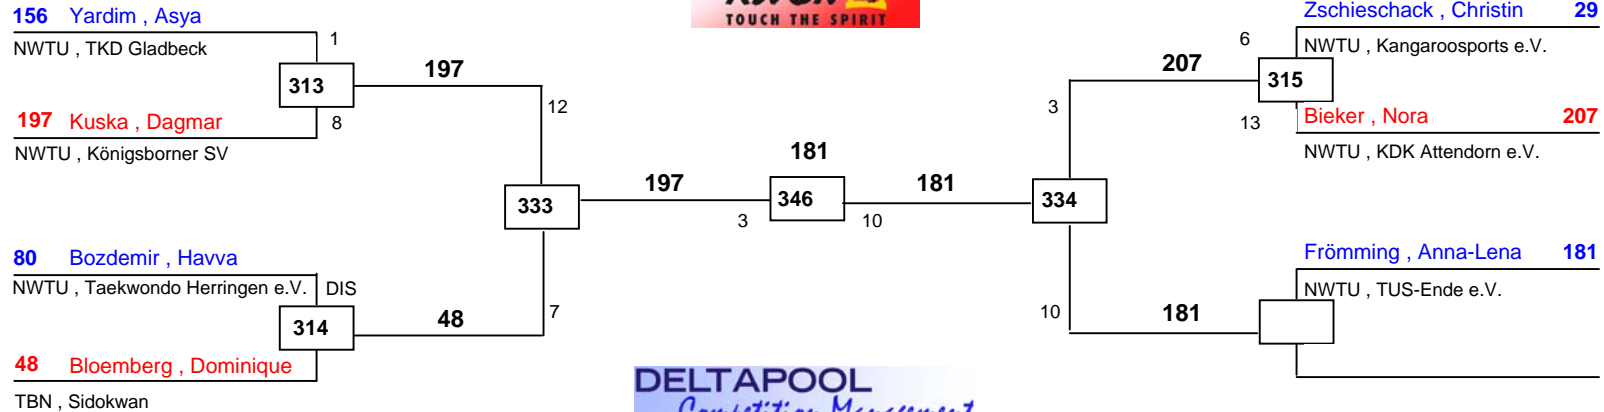 TOUCH THE SPIRIT
156 Yardim , Asya
NWTU , TKD Gladbeck
1
313
197
197 Kuska , Dagmar
8
NWTU , Königsborner SV
12
333
80 Bozdemir , Havva
NWTU , Taekwondo Herringen e.V.
DIS
314
48
48 Bloemberg , Dominique
TBN , Sidokwan
7
197
3
181
346
10
181
334
3
207
10
181
Zschieschack , Christin 29
6
NWTU , Kangaroosports e.V.
315
13
Bieker , Nora 207
NWTU , KDK Attendorn e.V.
Frömming , Anna-Lena 181
NWTU , TUS-Ende e.V.
DELTAPOOL
Competition Management